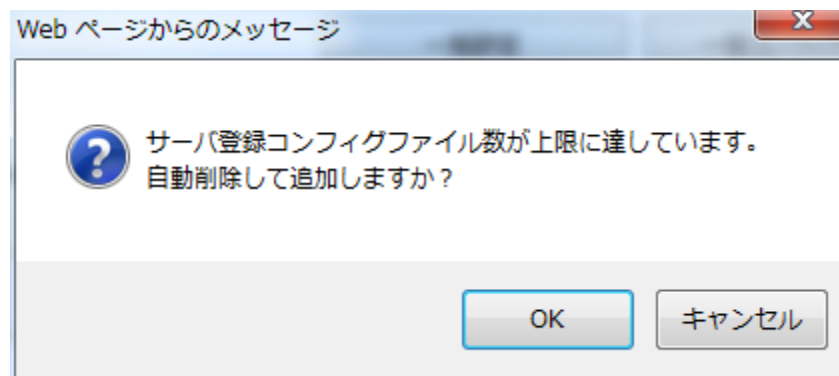 Web ページからのメッセージ
サーバ登録コンフィグファイル数が上限に達しています。
自動削除して追加しますか？
OK
キャンセル